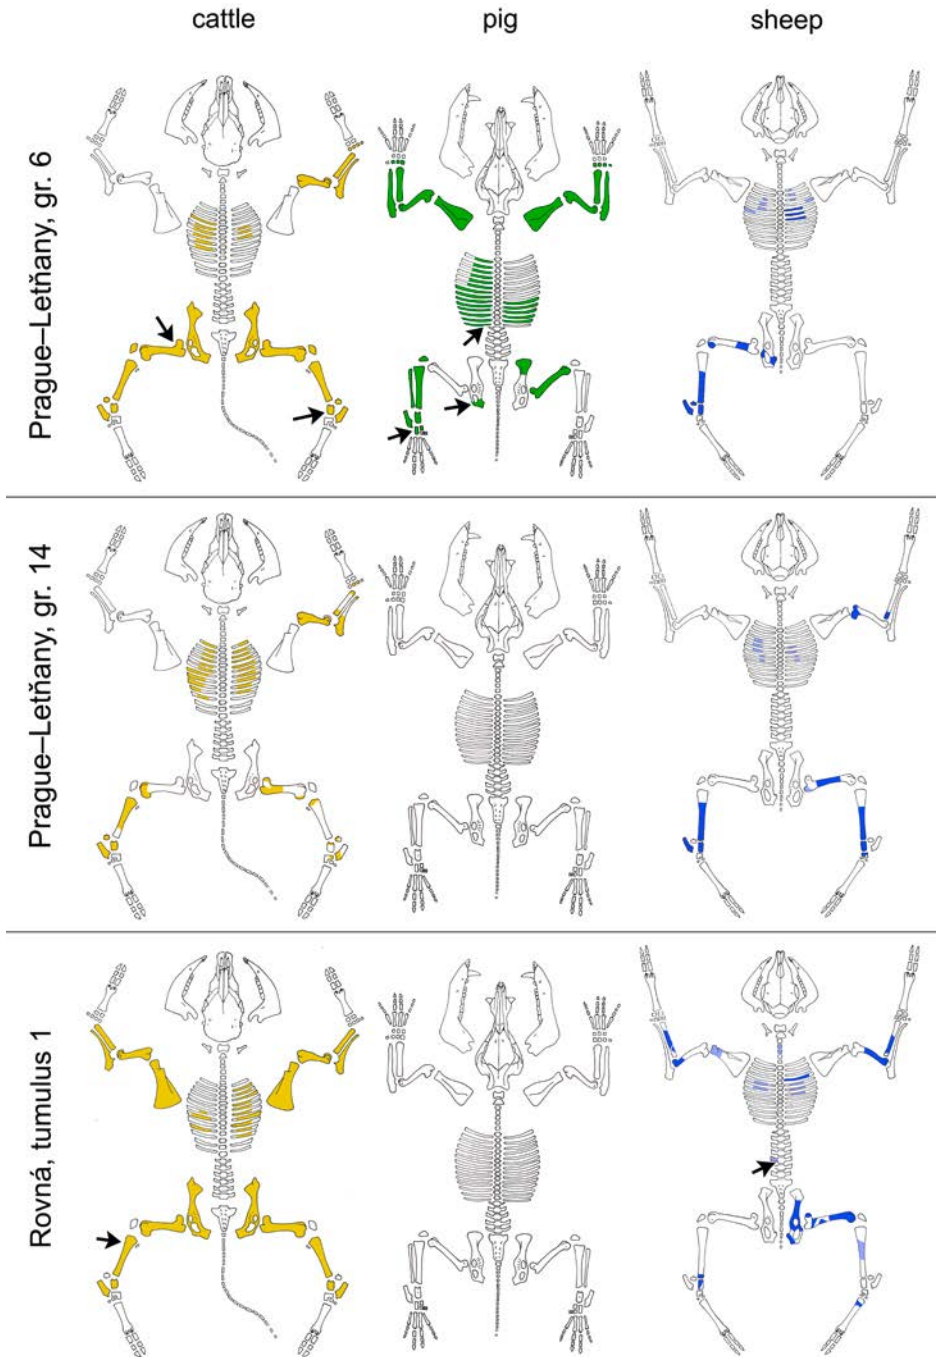 cattle pig sheep
Prague–Letňany, gr. 6
Prague–Letňany, gr. 14
Rovná, tumulus 1